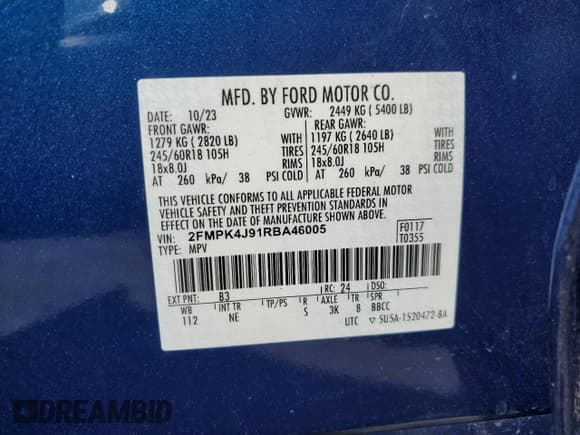 MFD. BY FORD MOTOR CO.
DATE: 10/23 GVWR: 2449 KG ( 5400 LB)
FRONT GAWR: REAR GAWR:
1279 KG ( 2820 LB) WITH 1197 KG ( 2640 LB) WITH
245/60R18 105H TIRES 245/60R18 105H TIRES
18x8.0J RIMS 18x8.0J RIMS
AT 260 kPa/ 38 PSI COLD AT 260 kPa/ 38 PSI COLD
THIS VEHICLE CONFORMS TO ALL APPLICABLE FEDERAL MOTOR
VEHICLE SAFETY AND THEFT PREVENTION STANDARDS IN
EFFECT ON THE DATE OF MANUFACTURE SHOWN ABOVE.
VIN: 2FMPK4J91RBA46005 F0117
TYPE: MPV T0355
EXT PNT: B3 RC: 24 DSO:
WB INT TR TP/PS R AXLE TR SPR
112 NE S 3K 8 BBCC
UTC ▽ 5U5A-1520472-BA
DREAMBID